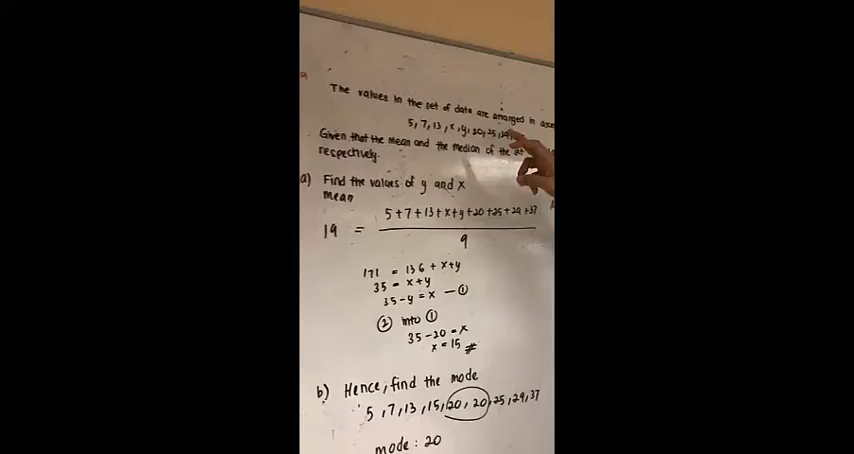 The values in the set of data are arranged in
5, 7, 13, x, y, 20, 25, 29,
Given that the mean and the median of the
respectively.
a) Find the values of y and x
mean
19 = 5+7+13+x+y+20+25+29+37
9
171 = 136 + x+y
35 = x+y
35-y = x — ①
② into ①
35-20 = x
x = 15 #
b) Hence, find the mode
5, 7, 13, 15, 20, 20, 25, 29, 37
mode : 20